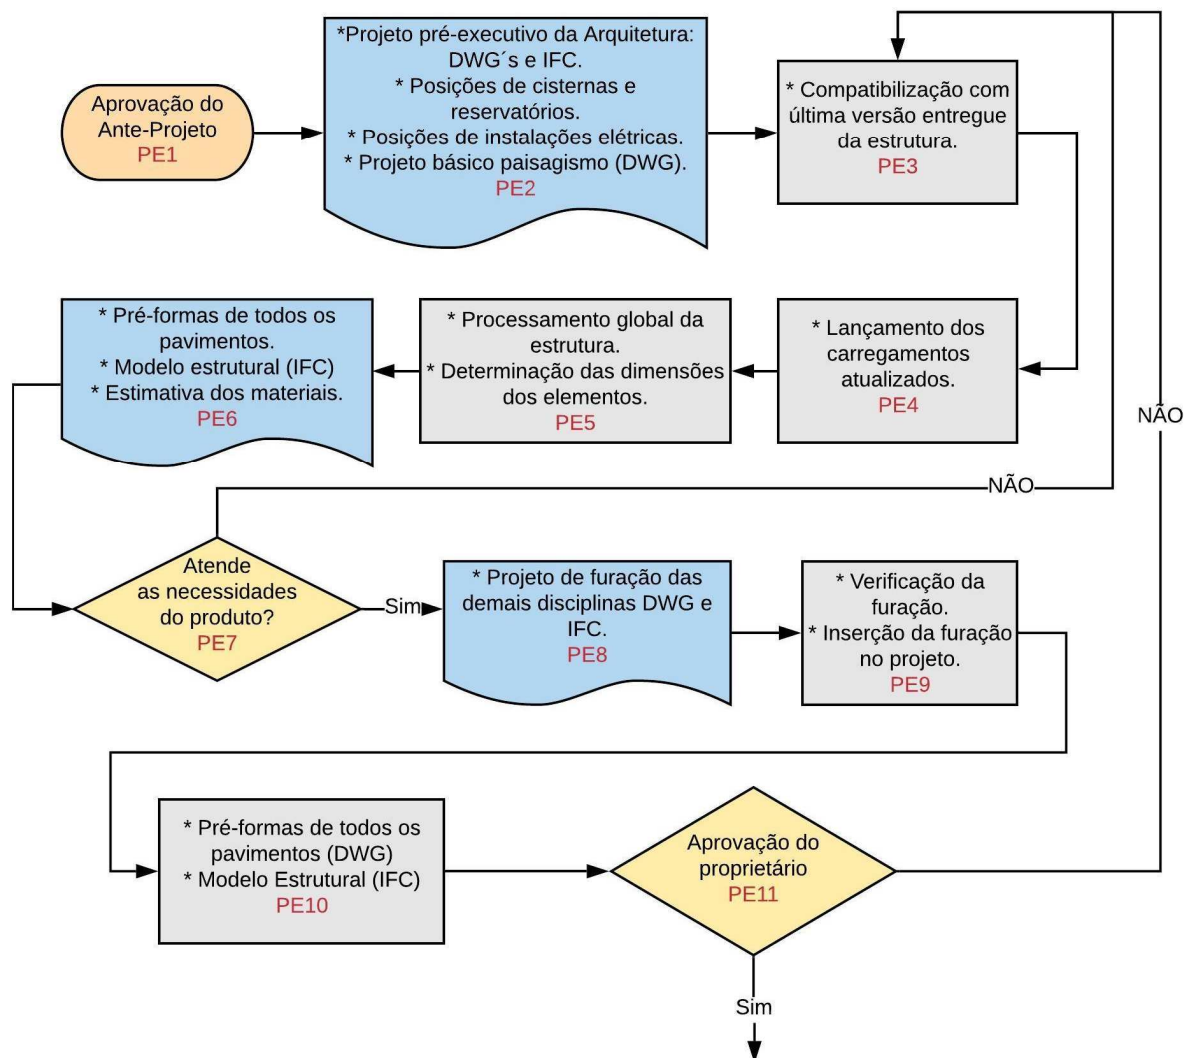 Aprovação do
Ante-Projeto
PE1
*Projeto pré-executivo da Arquitetura:
DWG´s e IFC.
* Posições de cisternas e
reservatórios.
* Posições de instalações elétricas.
* Projeto básico paisagismo (DWG).
PE2
* Compatibilização com
última versão entregue
da estrutura.
PE3
* Lançamento dos
carregamentos
atualizados.
PE4
* Processamento global da
estrutura.
* Determinação das dimensões
dos elementos.
PE5
* Pré-formas de todos os
pavimentos.
* Modelo estrutural (IFC)
* Estimativa dos materiais.
PE6
Atende
as necessidades
do produto?
PE7
NÃO
Sim
* Projeto de furação das
demais disciplinas DWG e
IFC.
PE8
* Verificação da
furação.
* Inserção da furação
no projeto.
PE9
* Pré-formas de todos os
pavimentos (DWG)
* Modelo Estrutural (IFC)
PE10
Aprovação do
proprietário
PE11
NÃO
Sim